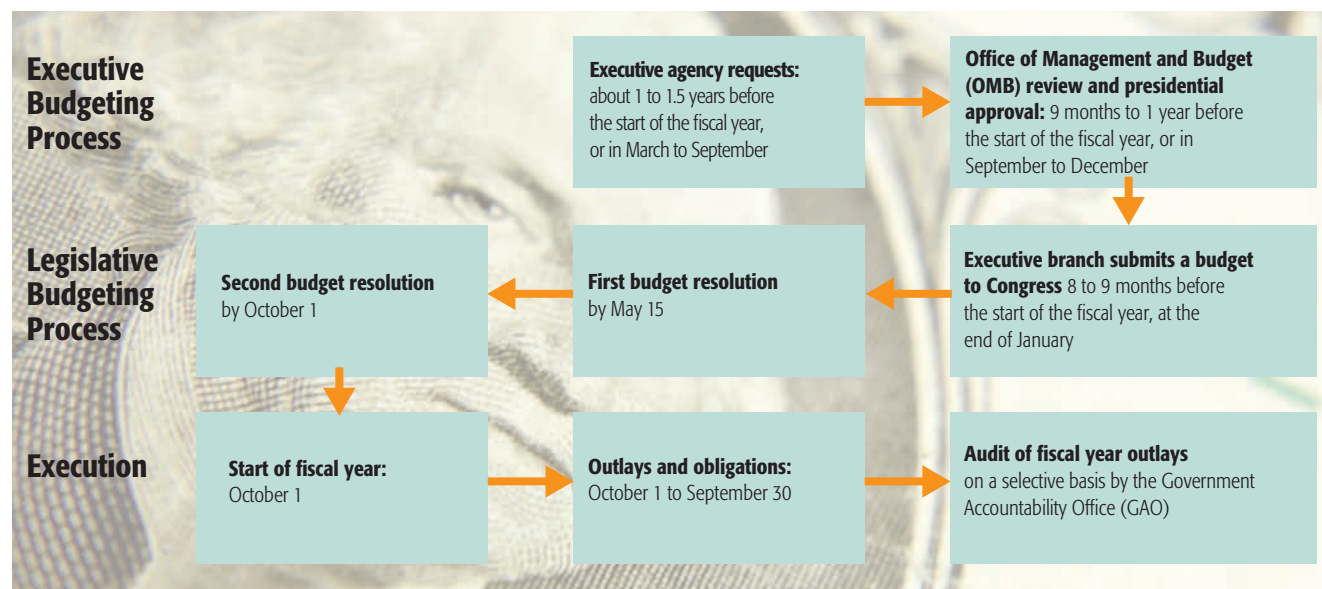 Executive
Budgeting
Process
Executive agency requests:
about 1 to 1.5 years before
the start of the fiscal year,
or in March to September
Office of Management and Budget
(OMB) review and presidential
approval: 9 months to 1 year before
the start of the fiscal year, or in
September to December
Legislative
Budgeting
Process
Executive branch submits a budget
to Congress 8 to 9 months before
the start of the fiscal year, at the
end of January
First budget resolution
by May 15
Second budget resolution
by October 1
Execution
Start of fiscal year:
October 1
Outlays and obligations:
October 1 to September 30
Audit of fiscal year outlays
on a selective basis by the Government
Accountability Office (GAO)